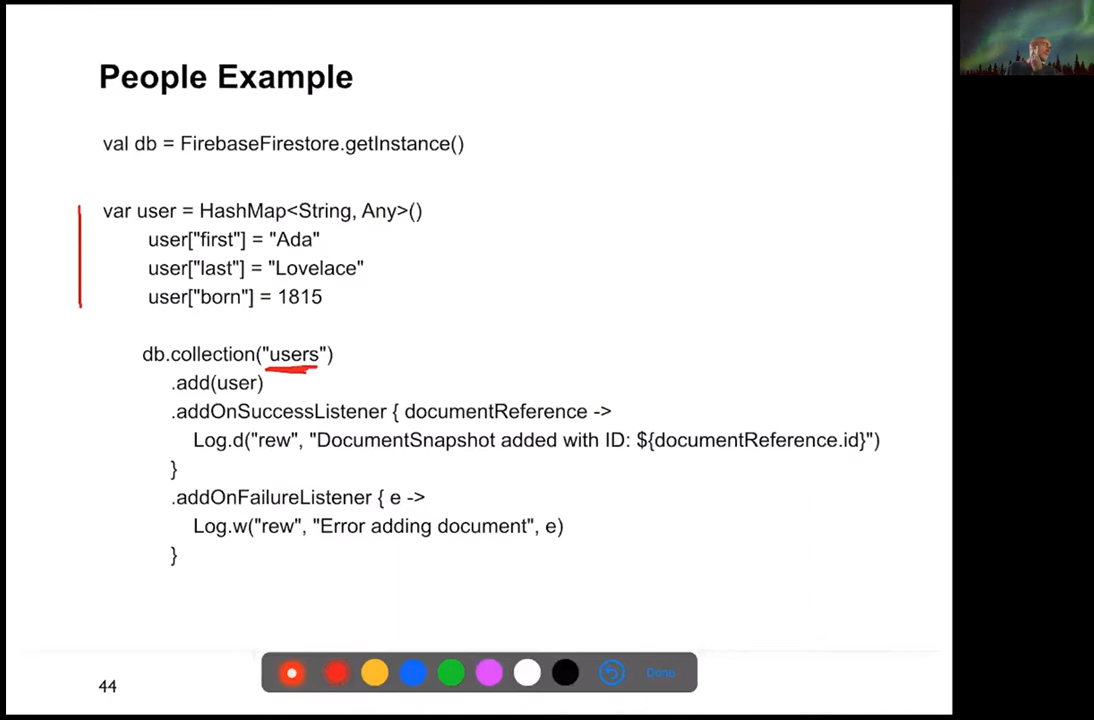 People Example
val db = FirebaseFirestore.getInstance()
var user = HashMap<String, Any>()
user["first"] = "Ada"
user["last"] = "Lovelace"
user["born"] = 1815
db.collection("users")
.add(user)
.addOnSuccessListener { documentReference ->
Log.d("rew", "DocumentSnapshot added with ID: ${documentReference.id}")
}
.addOnFailureListener { e ->
Log.w("rew", "Error adding document", e)
}
Done
44